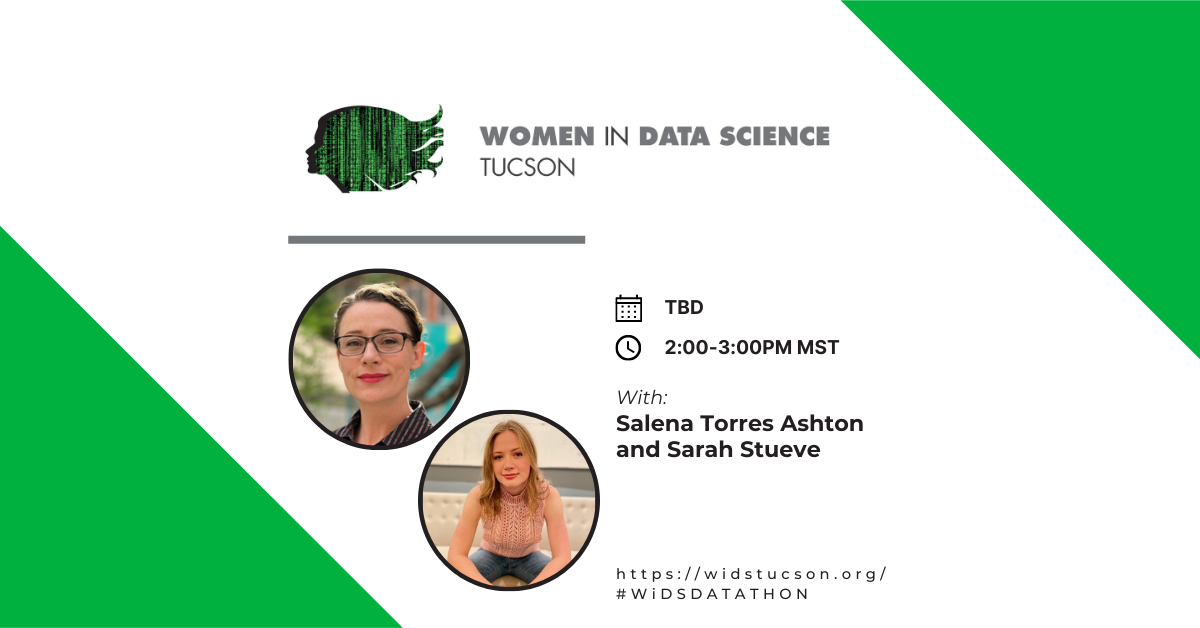 WOMEN IN DATA SCIENCE
TUCSON
TBD
2:00-3:00PM MST
With:
Salena Torres Ashton
and Sarah Stueve
https://widstucson.org/
#WiDSDATATHON